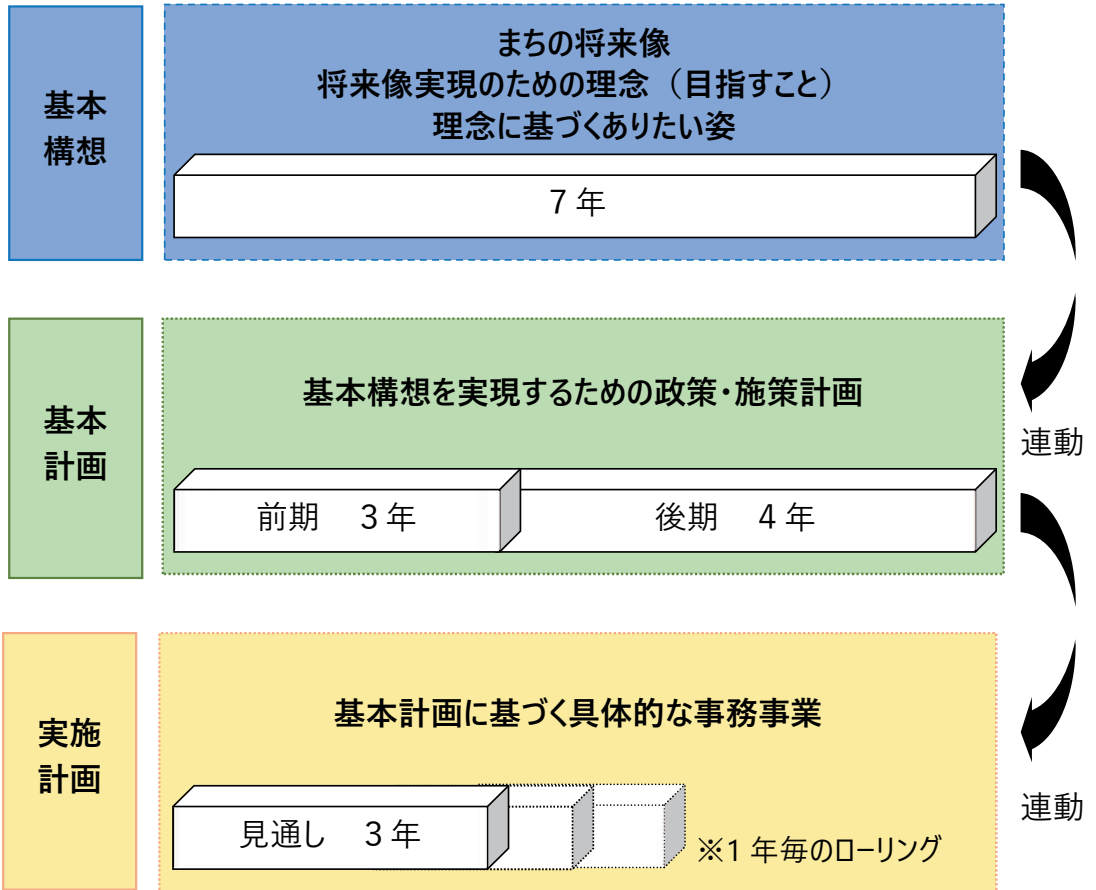 基本
構想
まちの将来像
将来像実現のための理念（目指すこと）
理念に基づくありたい姿
7年
基本
計画
基本構想を実現するための政策・施策計画
前期　3年
後期　4年
連動
実施
計画
基本計画に基づく具体的な事務事業
見通し　3年
※1年毎のローリング
連動